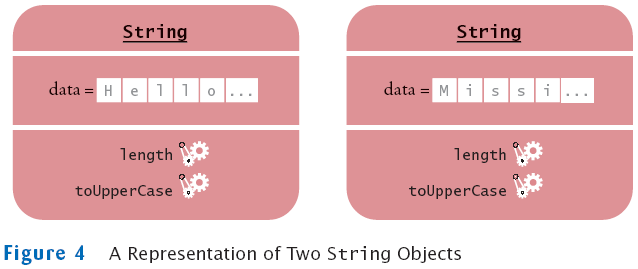 String
data = H e l l o ...
length
toUpperCase
String
data = M i s s i ...
length
toUpperCase
Figure 4 A Representation of Two String Objects